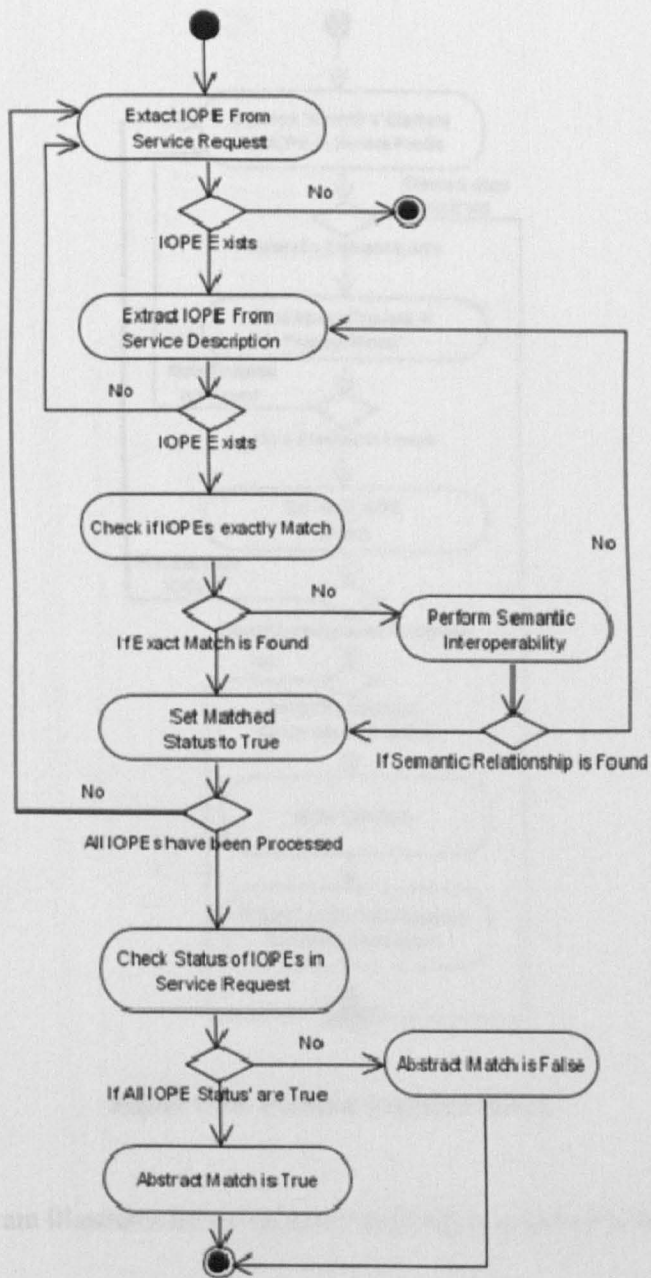 Extact IOPE From
Service Request
No
IOPE Exists
Extract IOPE From
Service Description
No
IOPE Exists
Check if IOPEs exactly Match
No
No
If Exact Match is Found
Perform Semantic
Interoperability
Set Matched
Status to True
If Semantic Relationship is Found
No
All IOPEs have been Processed
Check Status of IOPEs in
Service Request
No
If All IOPE Status' are True
Abstract Match is False
Abstract Match is True